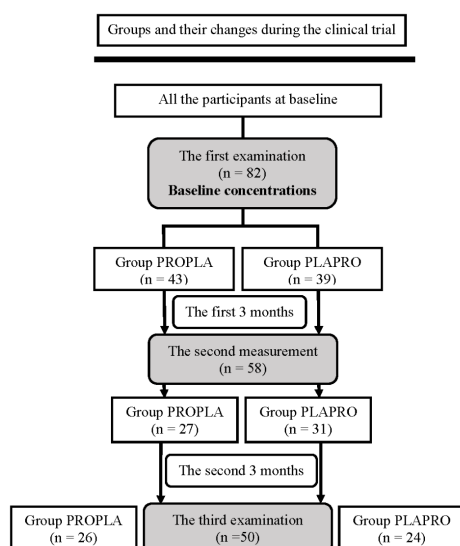 Groups and their changes during the clinical trial
All the participants at baseline
The first examination
(n = 82)
Baseline concentrations
Group PROPLA
(n = 43)
Group PLAPRO
(n = 39)
The first 3 months
The second measurement
(n = 58)
Group PROPLA
(n = 27)
Group PLAPRO
(n = 31)
The second 3 months
Group PROPLA
(n = 26)
The third examination
(n =50)
Group PLAPRO
(n = 24)